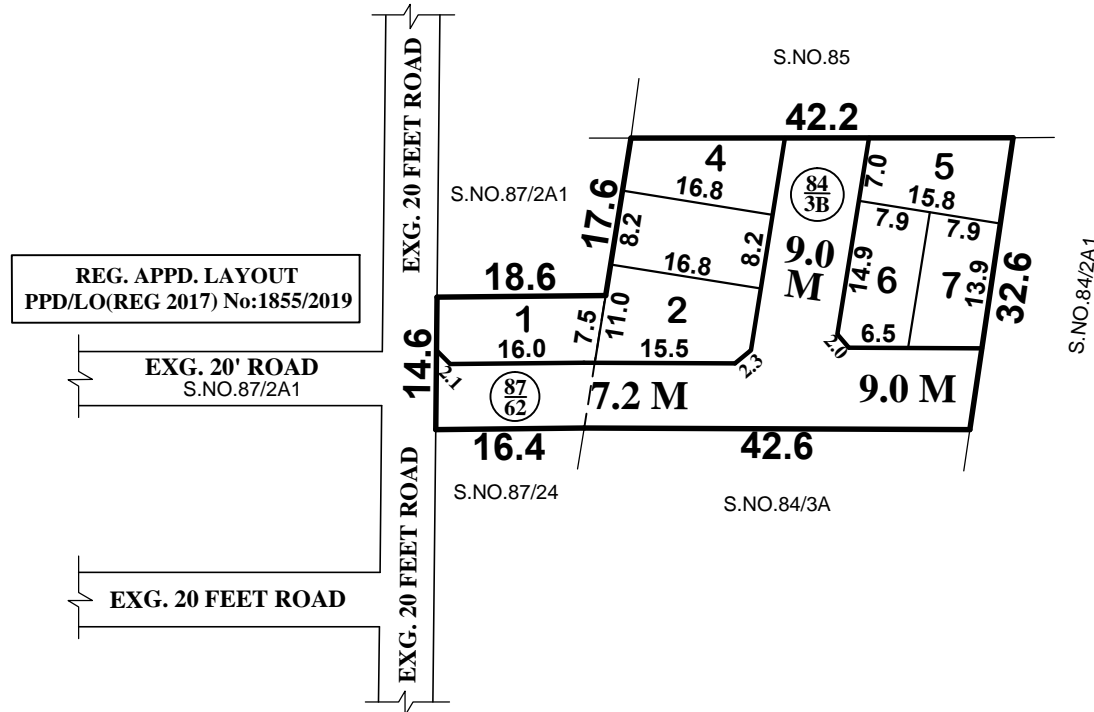 S.NO.85
42.2
EXG. 20 FEET ROAD
S.NO.87/2A1
17.6
4
16.8
8.2
8.2
16.8
84
3B
9.0
M
7.0
5
15.8
7.9
7.9
14.9
6
7
13.9
32.6
S.NO.84/2A1
REG. APPD. LAYOUT
PPD/LO(REG 2017) No:1855/2019
18.6
1
7.5
11.0
2
16.0
15.5
2.3
2.0
6.5
EXG. 20' ROAD
S.NO.87/2A1
14.6
2.1
87
62
7.2 M
9.0 M
16.4
42.6
S.NO.87/24
S.NO.84/3A
EXG. 20 FEET ROAD
EXG. 20 FEET ROAD